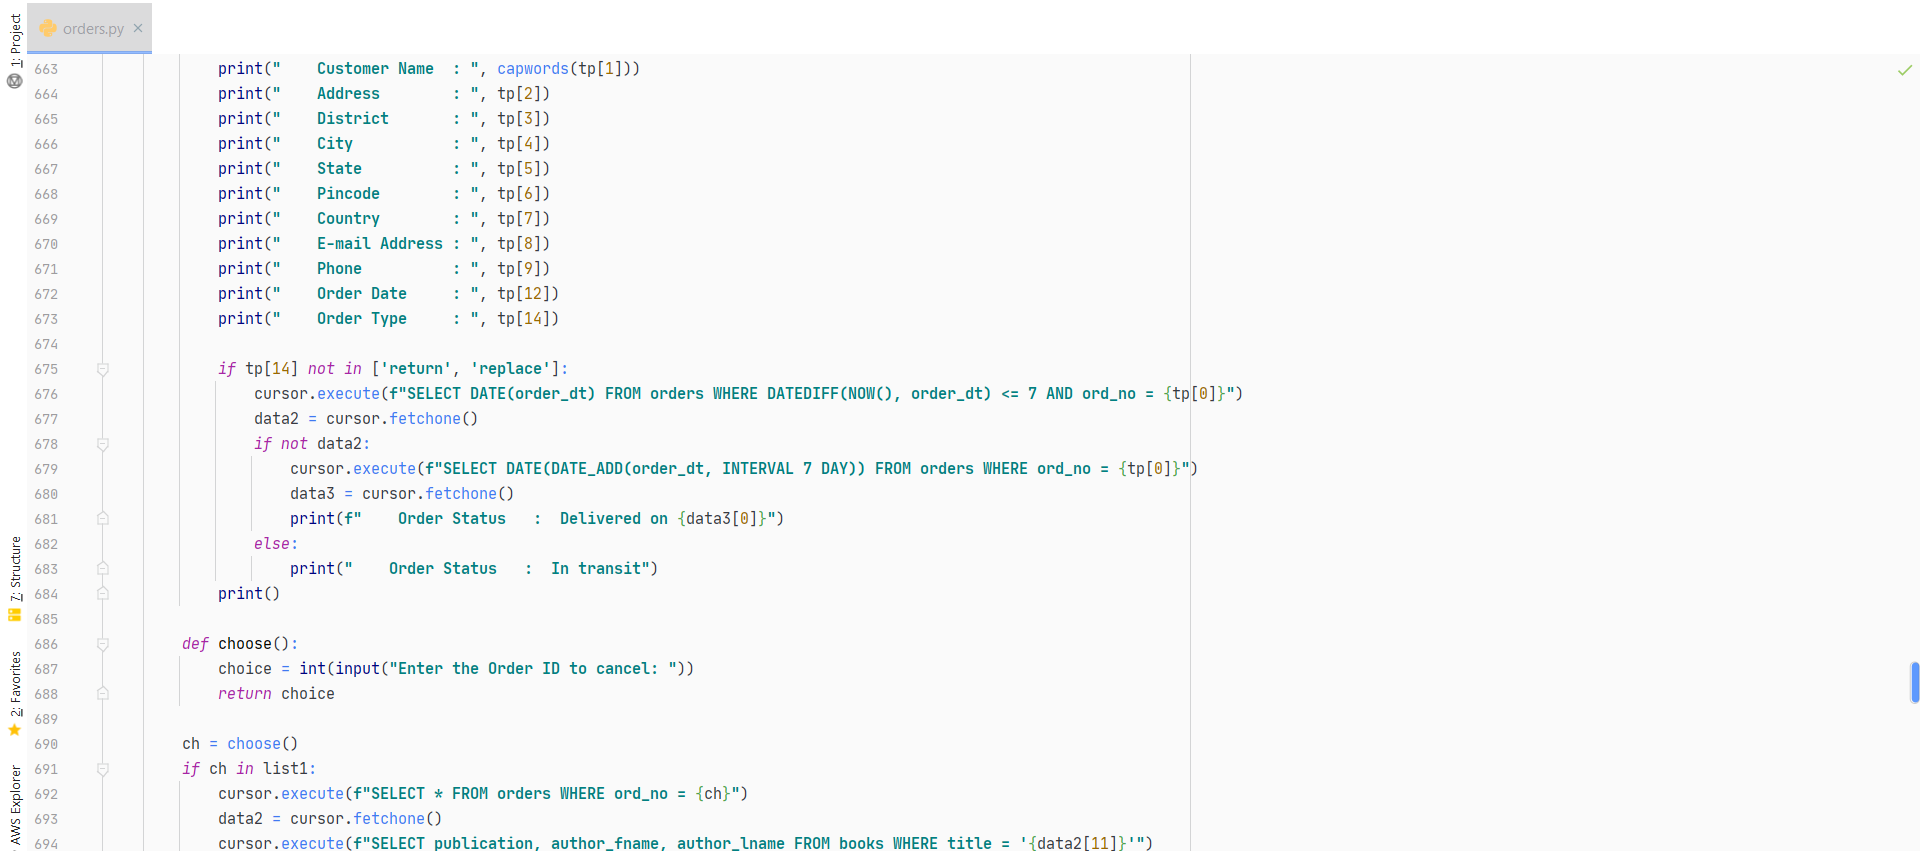 orders.py
1: Project
7: Structure
2: Favorites
AWS Explorer
663 print("    Customer Name  : ", capwords(tp[1]))
664 print("    Address        : ", tp[2])
665 print("    District       : ", tp[3])
666 print("    City           : ", tp[4])
667 print("    State          : ", tp[5])
668 print("    Pincode        : ", tp[6])
669 print("    Country        : ", tp[7])
670 print("    E-mail Address : ", tp[8])
671 print("    Phone          : ", tp[9])
672 print("    Order Date     : ", tp[12])
673 print("    Order Type     : ", tp[14])
674
675 if tp[14] not in ['return', 'replace']:
676     cursor.execute(f"SELECT DATE(order_dt) FROM orders WHERE DATEDIFF(NOW(), order_dt) <= 7 AND ord_no = {tp[0]}")
677     data2 = cursor.fetchone()
678     if not data2:
679         cursor.execute(f"SELECT DATE(DATE_ADD(order_dt, INTERVAL 7 DAY)) FROM orders WHERE ord_no = {tp[0]}")
680         data3 = cursor.fetchone()
681         print(f"    Order Status   :  Delivered on {data3[0]}")
682     else:
683         print("    Order Status   :  In transit")
684 print()
685
686 def choose():
687     choice = int(input("Enter the Order ID to cancel: "))
688     return choice
689
690 ch = choose()
691 if ch in list1:
692     cursor.execute(f"SELECT * FROM orders WHERE ord_no = {ch}")
693     data2 = cursor.fetchone()
694     cursor.execute(f"SELECT publication, author_fname, author_lname FROM books WHERE title = '{data2[11]}'")